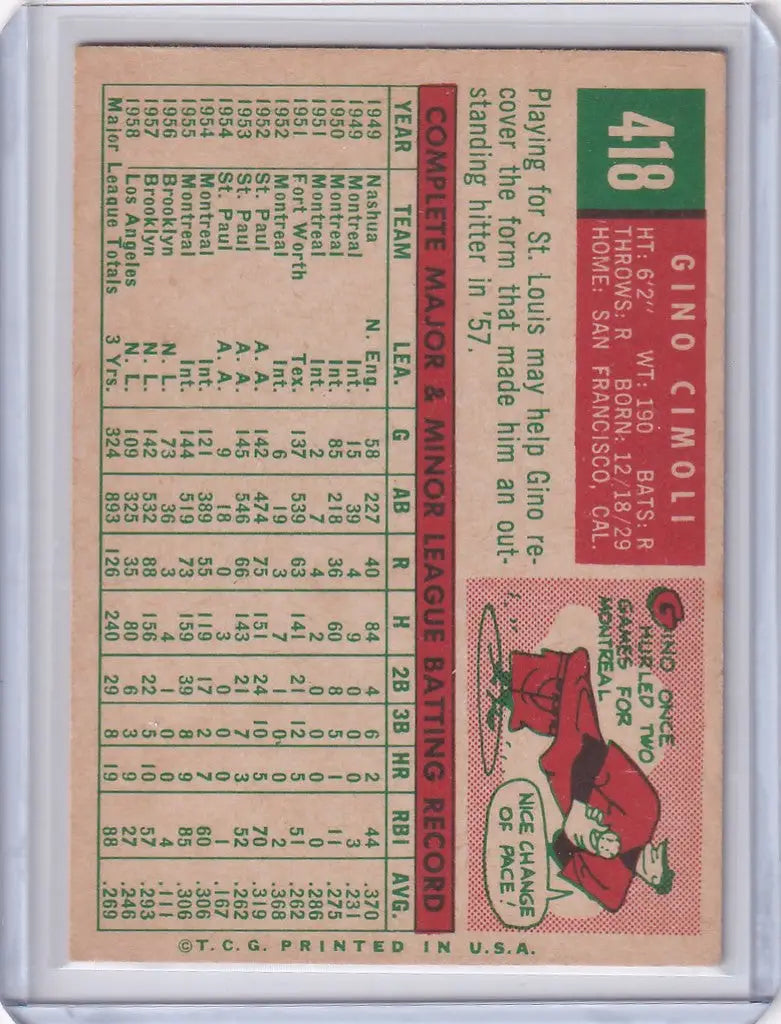 418
GINO CIMOLI
HT: 6'2" WT: 190 BATS: R
THROWS: R BORN: 12/18/29
HOME: SAN FRANCISCO, CAL.
Playing for St. Louis may help Gino re-
cover the form that made him an out-
standing hitter in '57.
GINO ONCE
HURLED TWO
GAMES FOR
MONTREAL
NICE CHANGE
OF PACE!
COMPLETE MAJOR & MINOR LEAGUE BATTING RECORD
YEAR TEAM LEA. G AB R H 2B 3B HR RBI AVG.
1949 Nashua N. Eng. 58 227 40 84 4 6 2 44 .370
1949 Montreal Int. 15 39 4 9 0 1 0 3 .231
1950 Montreal Int. 85 218 36 60 8 5 0 11 .275
1951 Montreal Int. 2 7 4 2 0 0 0 0 .286
1951 Fort Worth Tex. 137 539 63 141 21 12 5 51 .262
1952 Montreal Int. 6 19 3 7 1 0 0 2 .368
1952 St. Paul A. A. 142 474 75 151 24 10 5 70 .319
1953 St. Paul A. A. 145 546 66 143 21 7 3 52 .262
1954 St. Paul A. A. 9 18 0 3 0 0 0 1 .167
1954 Montreal Int. 121 389 55 119 17 2 7 60 .306
1955 Montreal Int. 144 519 73 159 39 8 9 85 .306
1956 Brooklyn N. L. 73 36 3 4 1 0 0 4 .111
1957 Brooklyn N. L. 142 532 88 156 22 5 10 57 .293
1958 Los Angeles N. L. 109 325 35 80 6 3 9 27 .246
Major League Totals 3 Yrs. 324 893 126 240 29 8 19 88 .269
©T.C.G. PRINTED IN U.S.A.